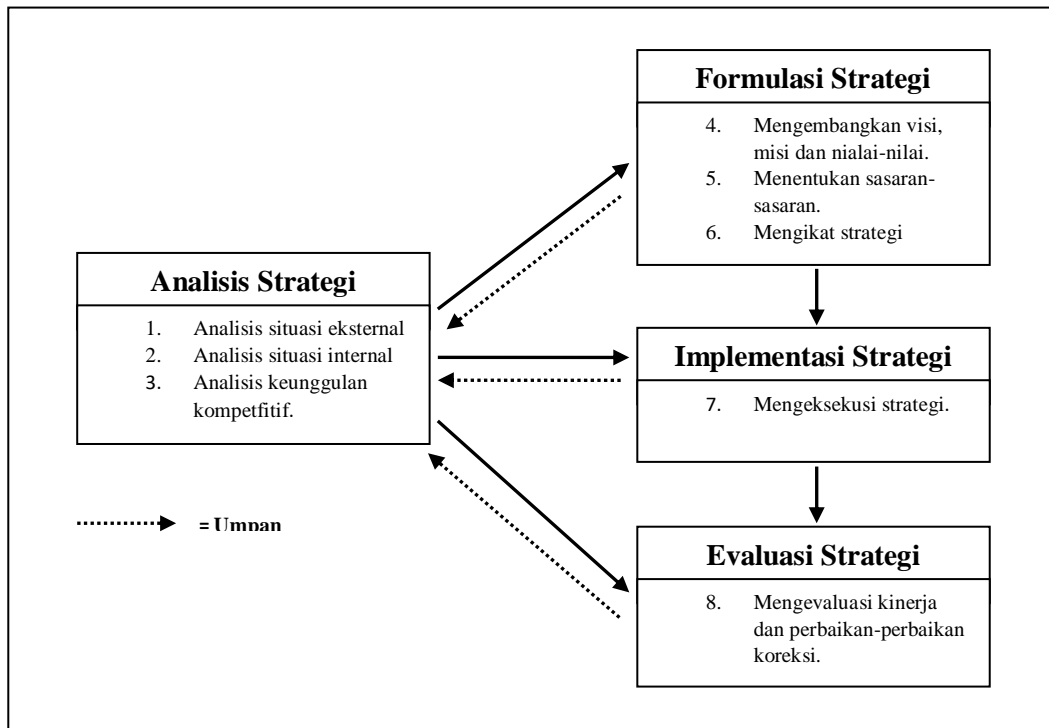 Formulasi Strategi
4. Mengembangkan visi,
misi dan nialai-nilai.
5. Menentukan sasaran-
sasaran.
6. Mengikat strategi
Analisis Strategi
1. Analisis situasi eksternal
2. Analisis situasi internal
3. Analisis keunggulan
kompetfitif.
Implementasi Strategi
7. Mengeksekusi strategi.
= Umpan
Evaluasi Strategi
8. Mengevaluasi kinerja
dan perbaikan-perbaikan
koreksi.